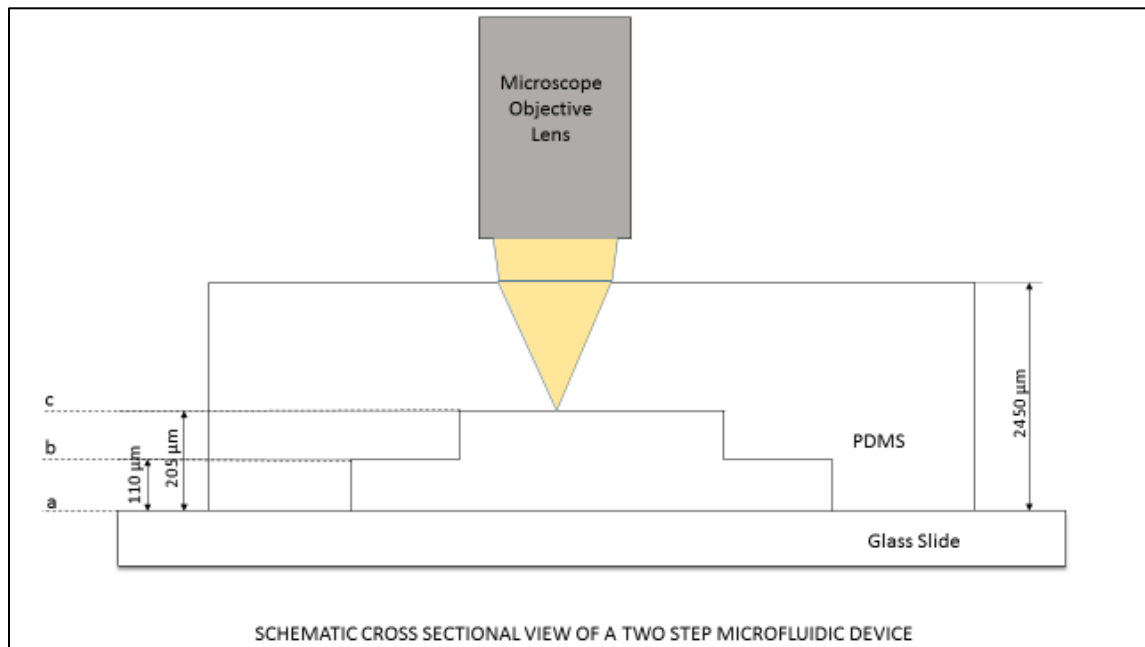 Microscope
Objective
Lens
c
b
a
110 µm
205 µm
PDMS
2450 µm
Glass Slide
SCHEMATIC CROSS SECTIONAL VIEW OF A TWO STEP MICROFLUIDIC DEVICE